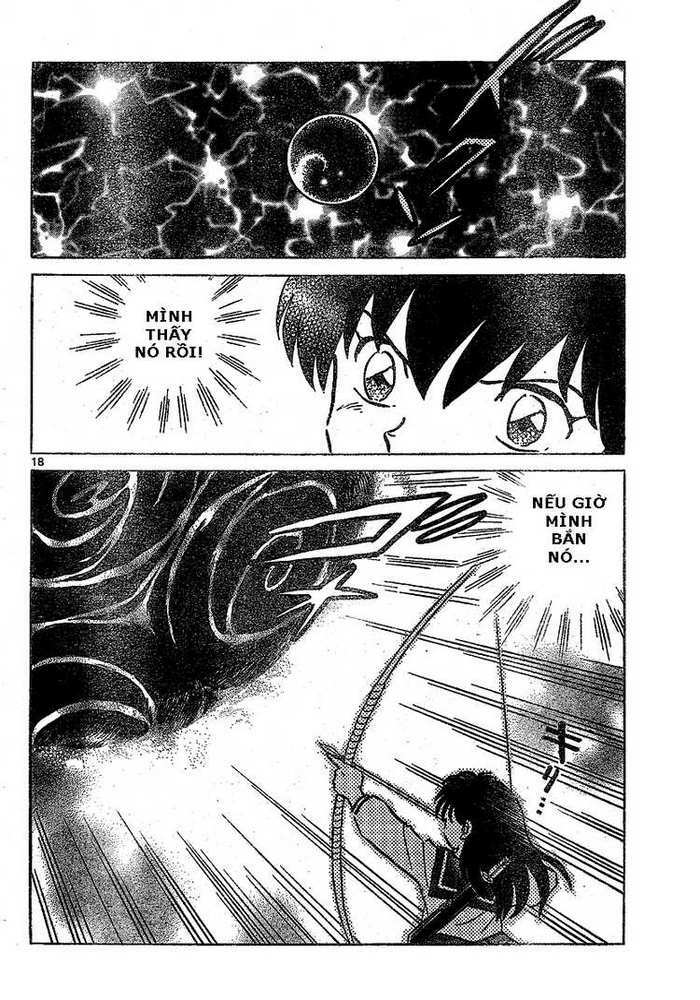 MÌNH
THẤY
NÓ RỒI!
18
NẾU GIỜ
MÌNH
BẮN
NÓ...
キリ...